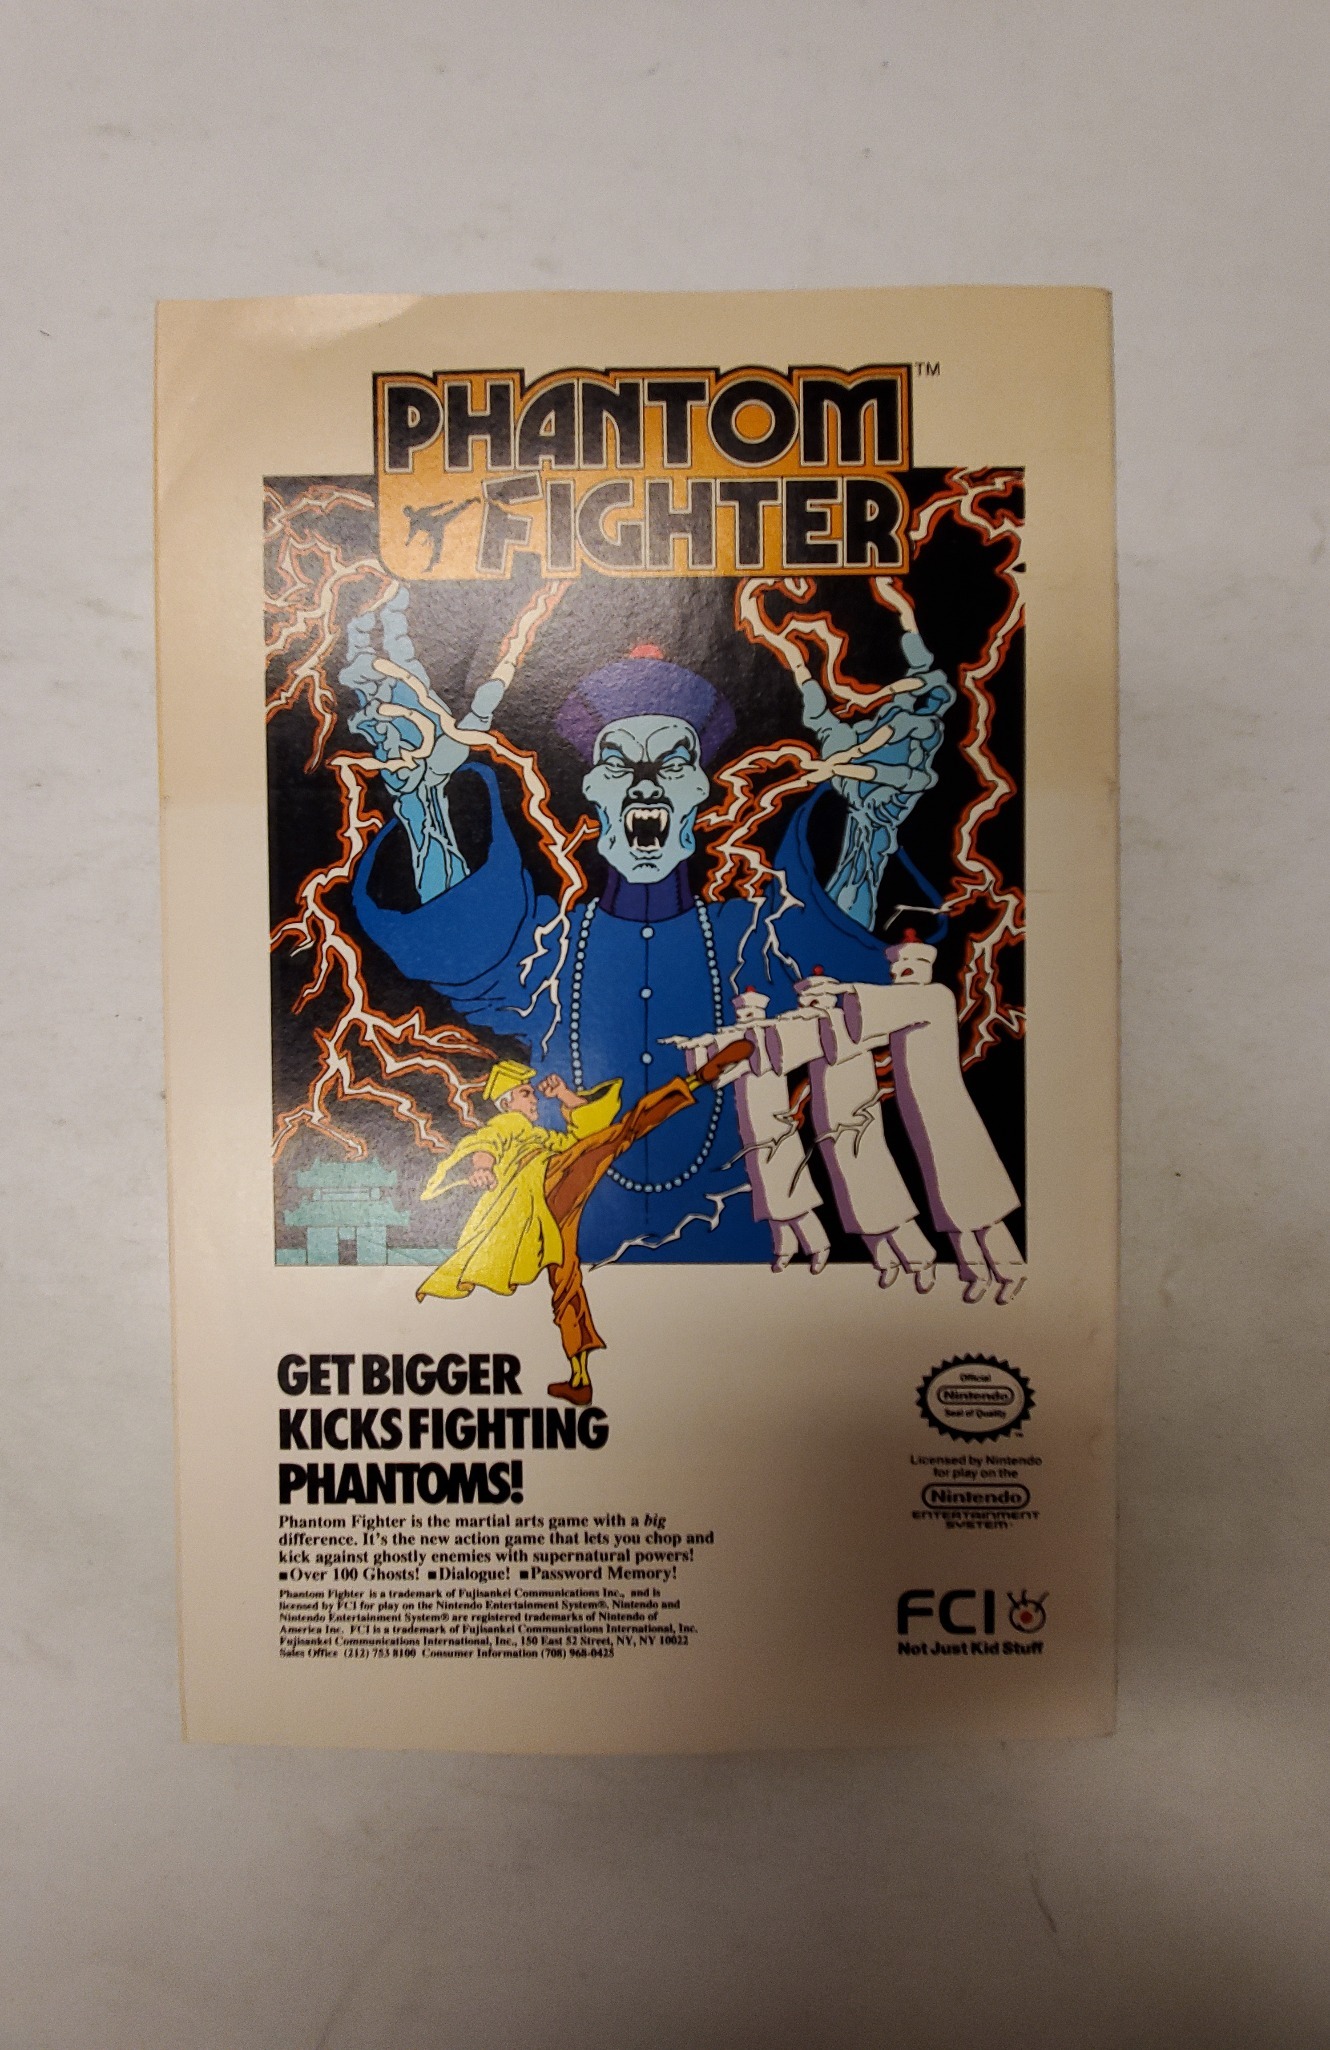 PHANTOM™
FIGHTER
GET BIGGER
KICKS FIGHTING
PHANTOMS!
Phantom Fighter is the martial arts game with a big
difference. It's the new action game that lets you chop and
kick against ghostly enemies with supernatural powers!
■Over 100 Ghosts! ■Dialogue! ■Password Memory!
Phantom Fighter is a trademark of Fujisankei Communications Inc., and is
licensed by FCI for play on the Nintendo Entertainment System®. Nintendo and
Nintendo Entertainment System® are registered trademarks of Nintendo of
America Inc. FCI is a trademark of Fujisankei Communications International, Inc.
Fujisankei Communications International, Inc., 150 East 52 Street, NY, NY 10022
Sales Office (212) 753 8100 Consumer Information (708) 968-0425
Official
Nintendo
Seal of Quality
TM
Licensed by Nintendo
for play on the
Nintendo
ENTERTAINMENT
SYSTEM
FCI
Not Just Kid Stuff